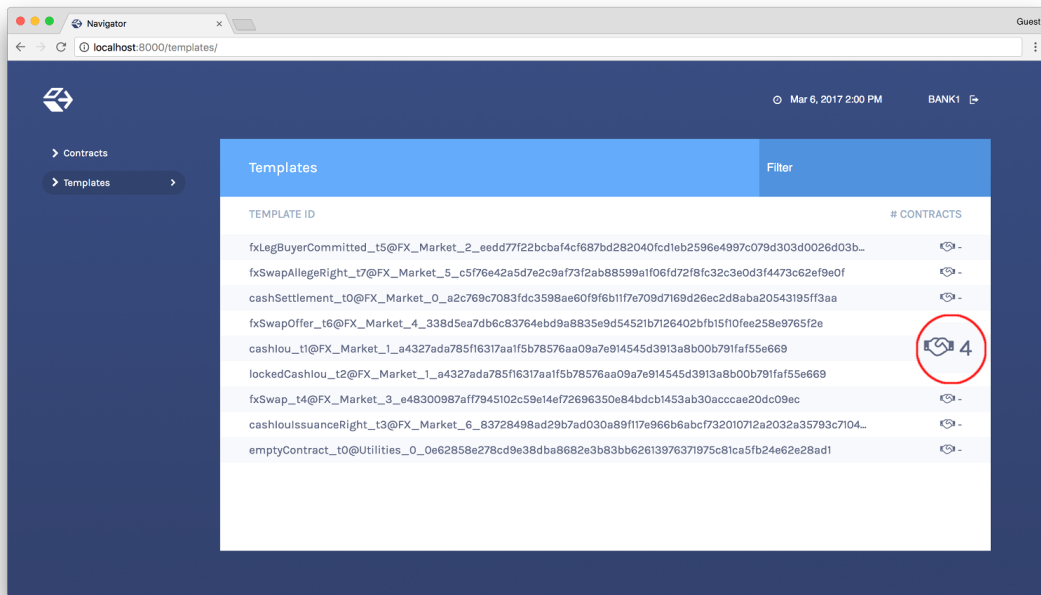 Navigator
Guest
localhost:8000/templates/
Mar 6, 2017 2:00 PM
BANK1
Contracts
Templates
Templates
Filter
TEMPLATE ID
# CONTRACTS
fxLegBuyerCommitted_t5@FX_Market_2_eedd77f22bcbaf4cf687bd282040fcd1eb2596e4997c079d303d0026d03b... -
fxSwapAllegeRight_t7@FX_Market_5_c5f76e42a5d7e2c9af73f2ab88599a1f06fd72f8fc32c3e0d3f4473c62ef9e0f -
cashSettlement_t0@FX_Market_0_a2c769c7083fdc3598ae60f9f6b11f7e709d7169d26ec2d8aba20543195ff3aa -
fxSwapOffer_t6@FX_Market_4_338d5ea7db6c83764ebd9a8835e9d54521b7126402bfb15f10fee258e9765f2e
cashIou_t1@FX_Market_1_a4327ada785f16317aa1f5b78576aa09a7e914545d3913a8b00b791faf55e669 4
lockedCashIou_t2@FX_Market_1_a4327ada785f16317aa1f5b78576aa09a7e914545d3913a8b00b791faf55e669
fxSwap_t4@FX_Market_3_e48300987aff7945102c59e14ef72696350e84bdcb1453ab30acccae20dc09ec -
cashIouIssuanceRight_t3@FX_Market_6_83728498ad29b7ad030a89f117e966b6abcf732010712a2032a35793c7104... -
emptyContract_t0@Utilities_0_0e62858e278cd9e38dba8682e3b83bb62613976371975c81ca5fb24e62e28ad1 -